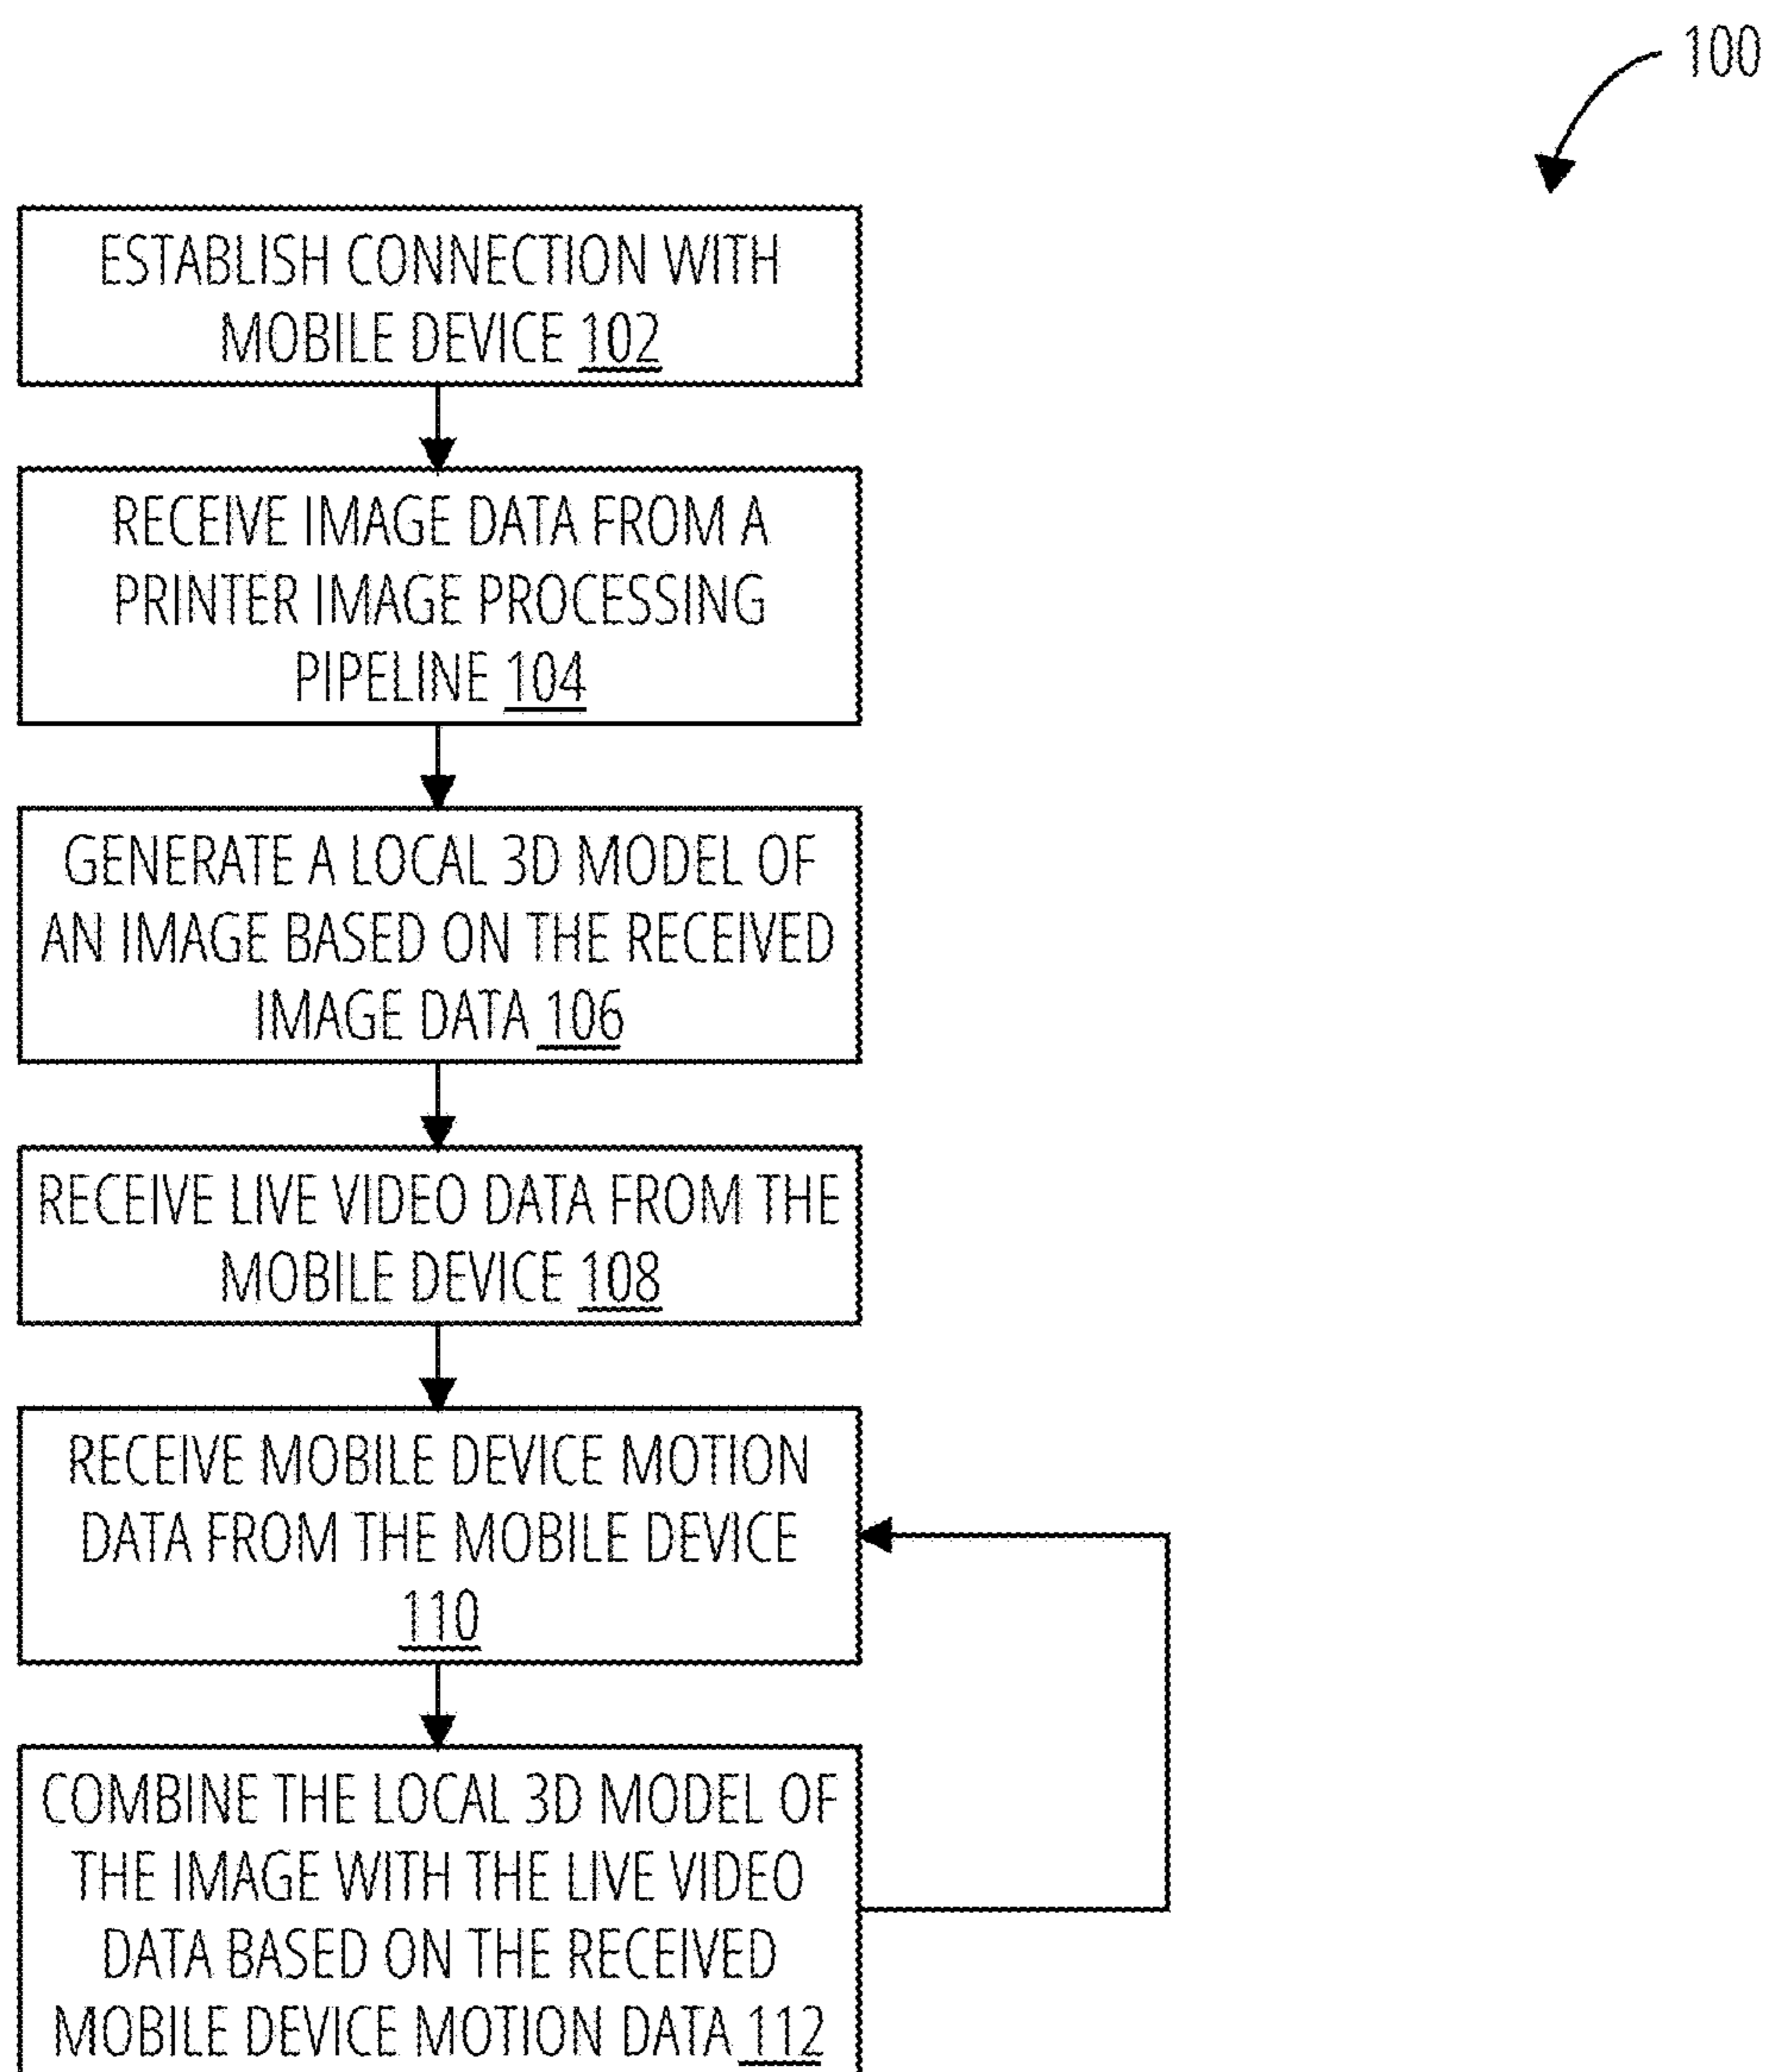 100
ESTABLISH CONNECTION WITH
MOBILE DEVICE 102
RECEIVE IMAGE DATA FROM A
PRINTER IMAGE PROCESSING
PIPELINE 104
GENERATE A LOCAL 3D MODEL OF
AN IMAGE BASED ON THE RECEIVED
IMAGE DATA 106
RECEIVE LIVE VIDEO DATA FROM THE
MOBILE DEVICE 108
RECEIVE MOBILE DEVICE MOTION
DATA FROM THE MOBILE DEVICE
110
COMBINE THE LOCAL 3D MODEL OF
THE IMAGE WITH THE LIVE VIDEO
DATA BASED ON THE RECEIVED
MOBILE DEVICE MOTION DATA 112